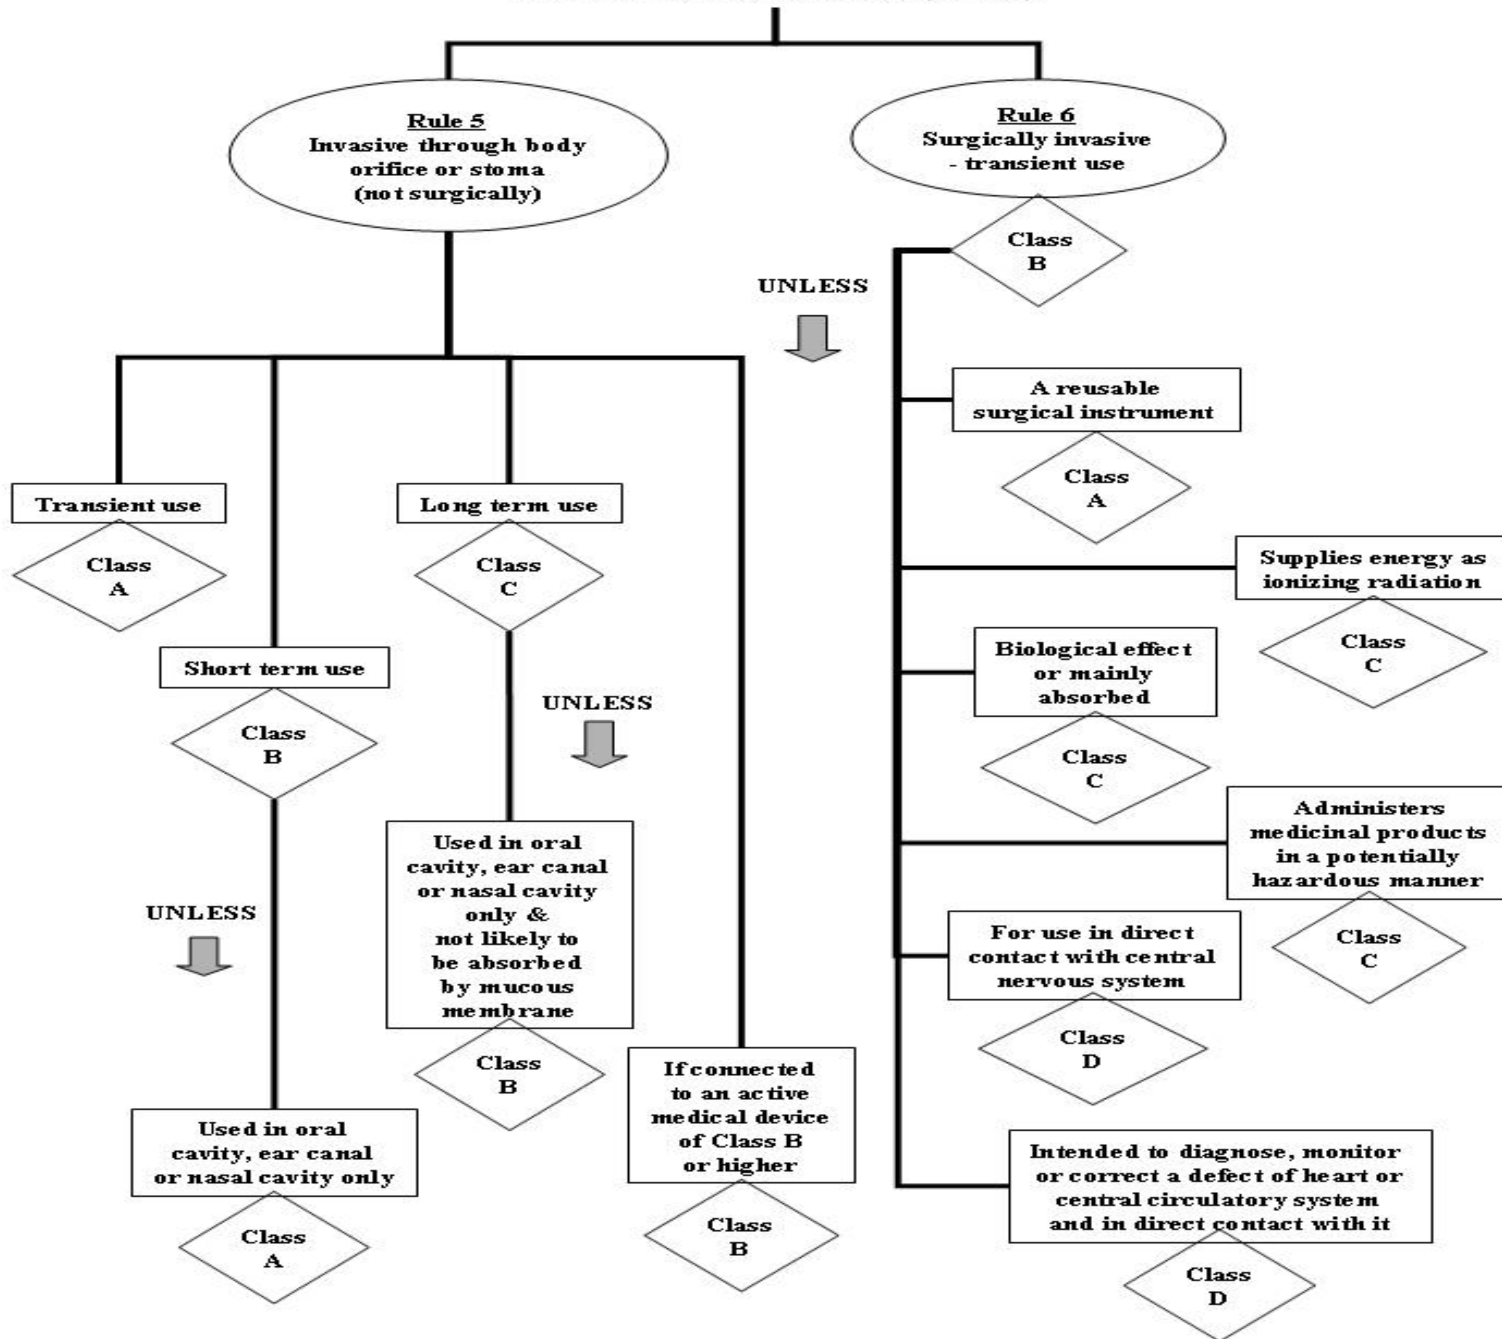 Rule 5
Invasive through body
orifice or stoma
(not surgically)
Rule 6
Surgically invasive
- transient use
Class
B
UNLESS
A reusable
surgical instrument
Class
A
Transient use
Class
A
Long term use
Class
C
Supplies energy as
ionizing radiation
Class
C
Short term use
Class
B
Biological effect
or mainly
absorbed
Class
C
UNLESS
Administers
medicinal products
in a potentially
hazardous manner
Class
C
Used in oral
cavity, ear canal
or nasal cavity
only &
not likely to
be absorbed
by mucous
membrane
Class
B
UNLESS
For use in direct
contact with central
nervous system
Class
D
If connected
to an active
medical device
of Class B
or higher
Class
B
Used in oral
cavity, ear canal
or nasal cavity only
Class
A
Intended to diagnose, monitor
or correct a defect of heart or
central circulatory system
and in direct contact with it
Class
D